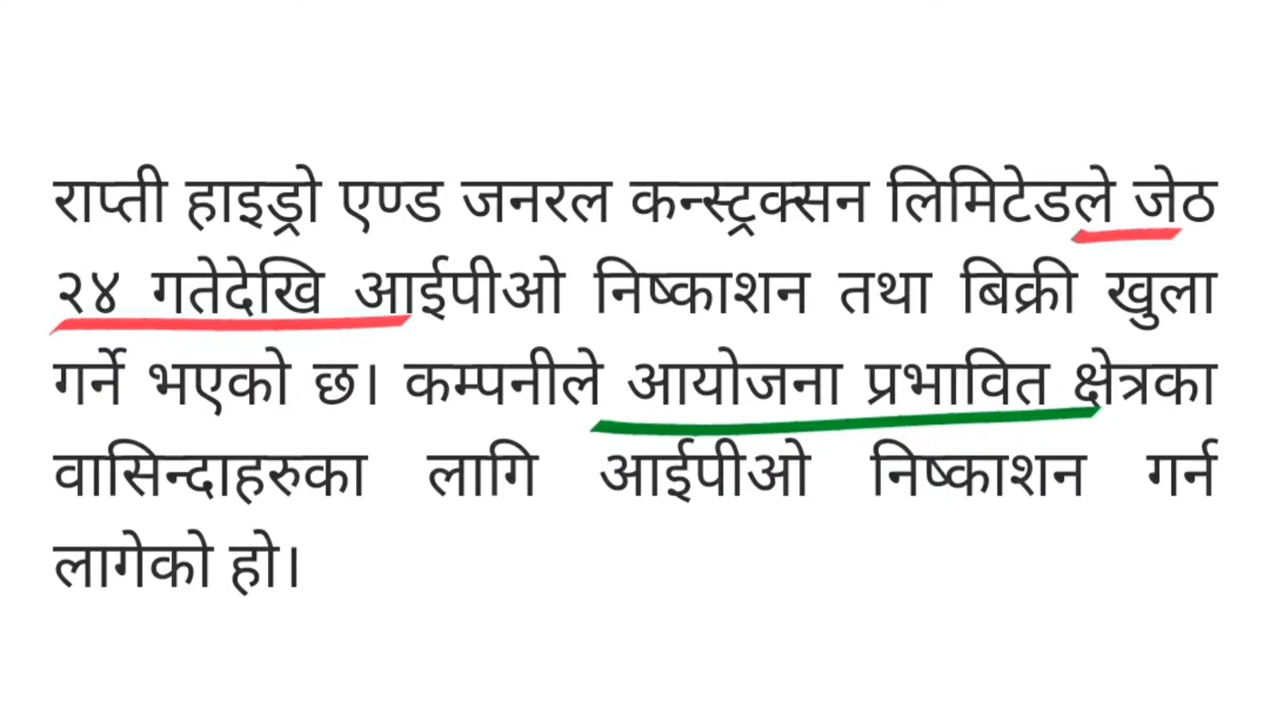 राप्ती हाइड्रो एण्ड जनरल कन्स्ट्रक्सन लिमिटेडले जेठ
२४ गतेदेखि आईपीओ निष्काशन तथा बिक्री खुला
गर्ने भएको छ। कम्पनीले आयोजना प्रभावित क्षेत्रका
वासिन्दाहरुका लागि आईपीओ निष्काशन गर्न
लागेको हो।